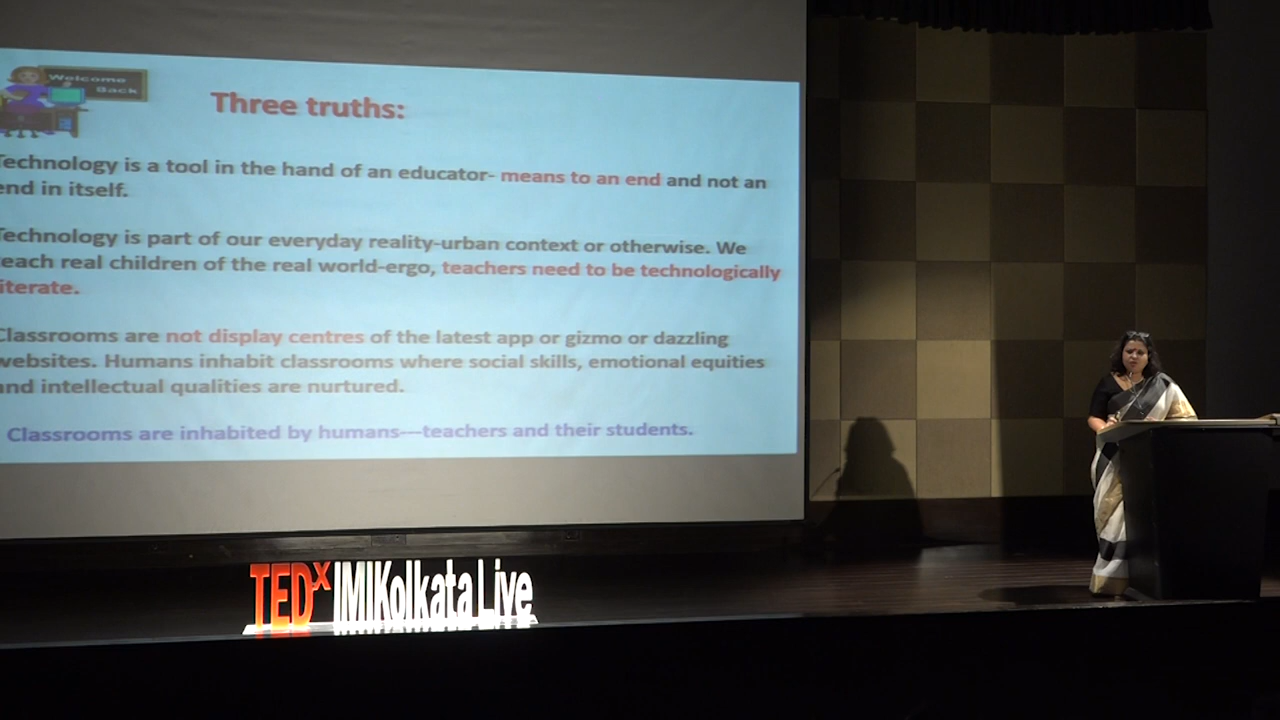 Welcome
Back
Three truths:
Technology is a tool in the hand of an educator- means to an end and not an
end in itself.
Technology is part of our everyday reality-urban context or otherwise. We
teach real children of the real world-ergo, teachers need to be technologically
literate.
Classrooms are not display centres of the latest app or gizmo or dazzling
websites. Humans inhabit classrooms where social skills, emotional equities
and intellectual qualities are nurtured.
Classrooms are inhabited by humans---teachers and their students.
TEDx IMIKolkata Live